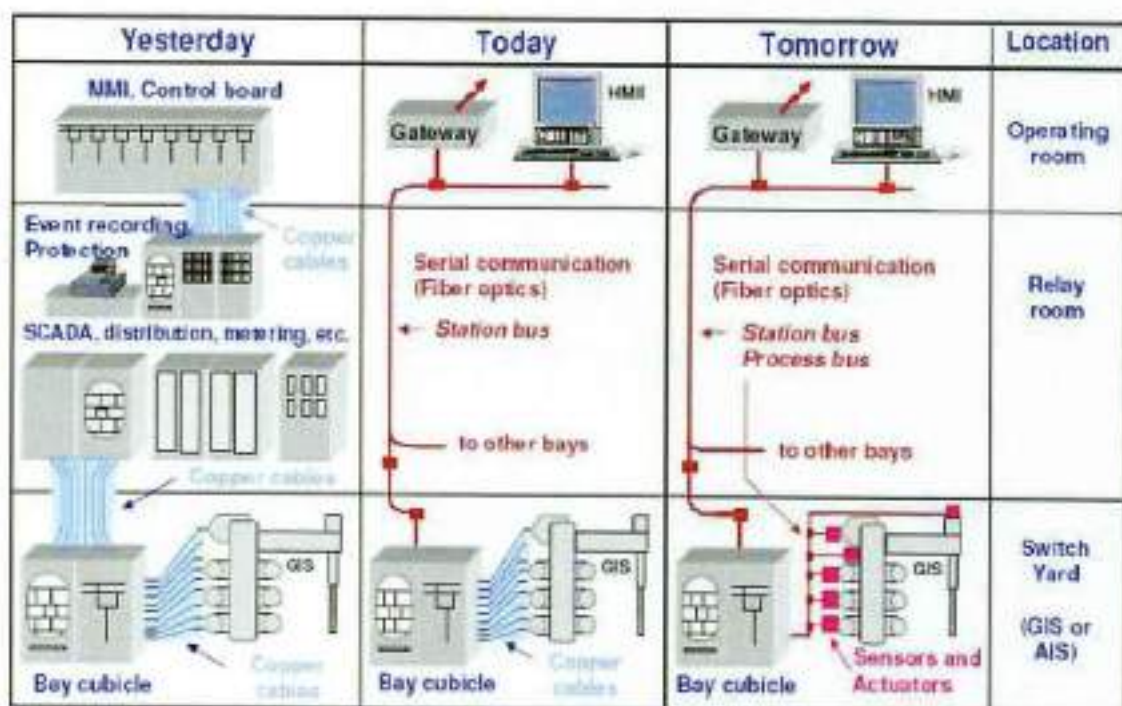 Yesterday
Today
Tomorrow
Location
MMI, Control board
Gateway
HMI
Gateway
HMI
Operating
room
Event recording,
Protection
Copper
cables
Serial communication
(Fiber optics)
Station bus
Serial communication
(Fiber optics)
Station bus
Process bus
Relay
room
SCADA, distribution, metering, etc.
to other bays
to other bays
Copper cables
GIS
GIS
GIS
Switch
Yard
(GIS or
AIS)
Copper
cables
Copper
cables
Sensors and
Actuators
Bay cubicle
Bay cubicle
Bay cubicle